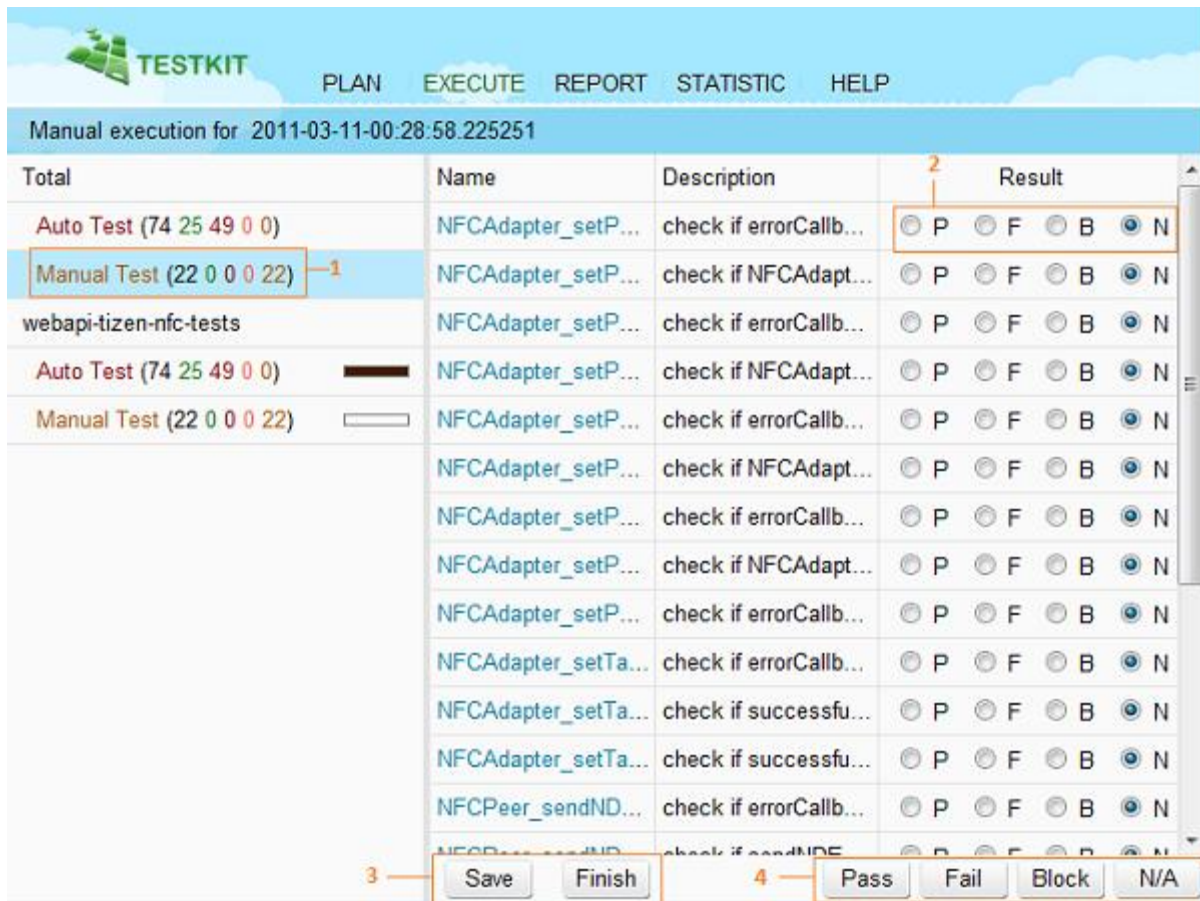 TESTKIT
PLAN EXECUTE REPORT STATISTIC HELP
Manual execution for 2011-03-11-00:28:58.225251
Total Name Description 2 Result
Auto Test (74 25 49 0 0) NFCAdapter_setP... check if errorCallb... P F B N
Manual Test (22 0 0 0 22) 1 NFCAdapter_setP... check if NFCAdapt... P F B N
webapi-tizen-nfc-tests NFCAdapter_setP... check if errorCallb... P F B N
Auto Test (74 25 49 0 0) NFCAdapter_setP... check if NFCAdapt... P F B N
Manual Test (22 0 0 0 22) NFCAdapter_setP... check if errorCallb... P F B N
NFCAdapter_setP... check if NFCAdapt... P F B N
NFCAdapter_setP... check if errorCallb... P F B N
NFCAdapter_setP... check if NFCAdapt... P F B N
NFCAdapter_setP... check if errorCallb... P F B N
NFCAdapter_setTa... check if errorCallb... P F B N
NFCAdapter_setTa... check if successfu... P F B N
NFCAdapter_setTa... check if successfu... P F B N
NFCPeer_sendND... check if errorCallb... P F B N
3 Save Finish 4 Pass Fail Block N/A